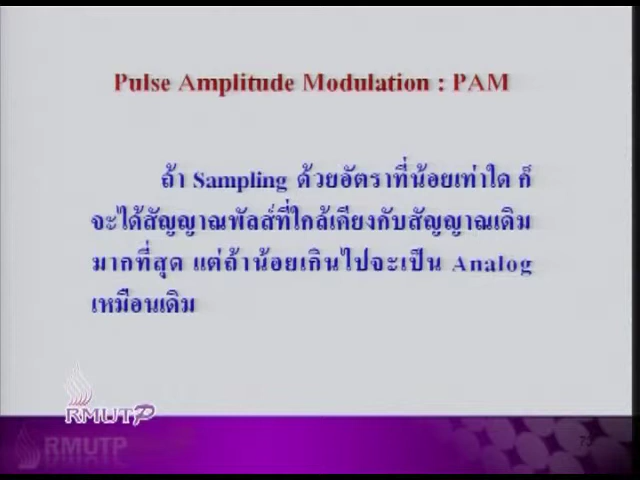 Pulse Amplitude Modulation : PAM
ถ้า Sampling ด้วยอัตราที่น้อยเท่าใด ก็
จะได้สัญญาณพัลส์ที่ใกล้เคียงกับสัญญาณเดิม
มากที่สุด แต่ถ้าน้อยเกินไปจะเป็น Analog
เหมือนเดิม
RMUTP
RMUTP